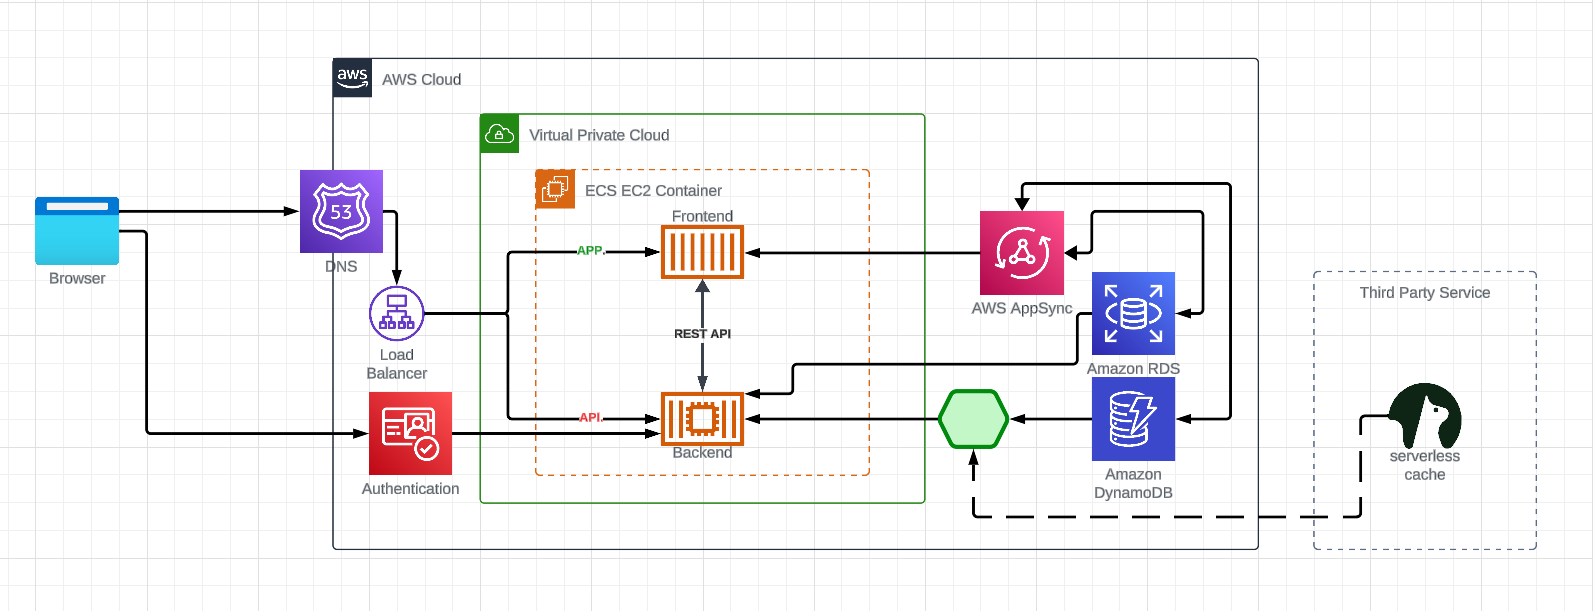 aws
AWS Cloud
Virtual Private Cloud
ECS EC2 Container
Frontend
53
DNS
Browser
APP.
AWS AppSync
Third Party Service
REST API
Load
Balancer
Amazon RDS
API.
Backend
Authentication
Amazon
DynamoDB
serverless
cache